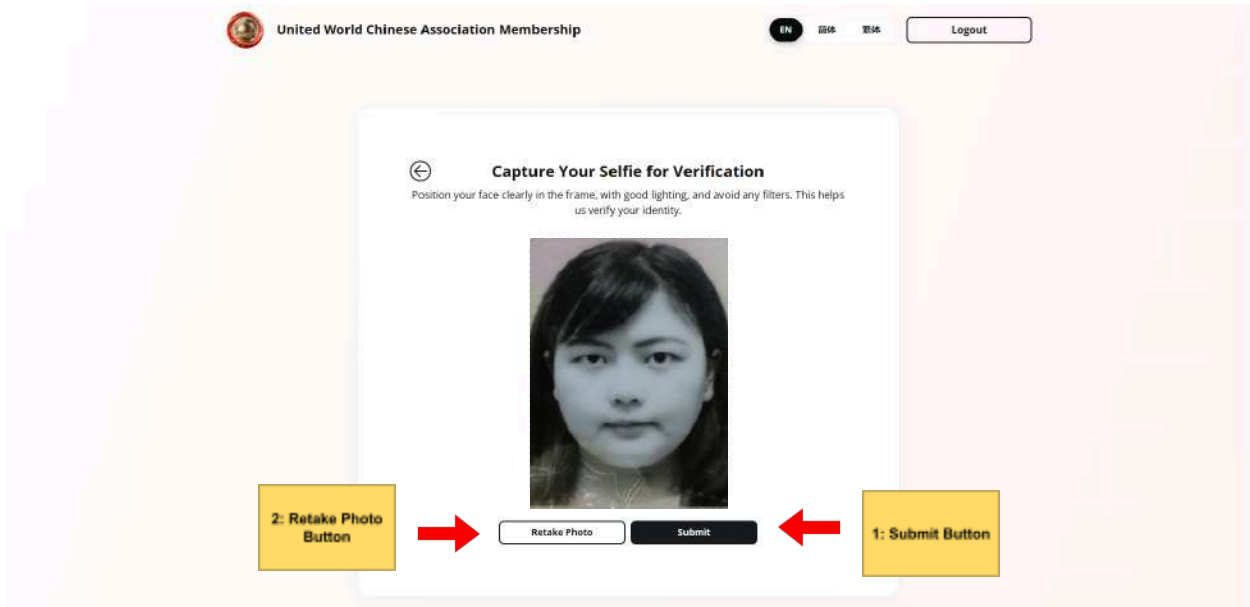 United World Chinese Association Membership
EN 简体 繁体 Logout
Capture Your Selfie for Verification
Position your face clearly in the frame, with good lighting, and avoid any filters. This helps
us verify your identity.
2: Retake Photo
Button
Retake Photo
Submit
1: Submit Button